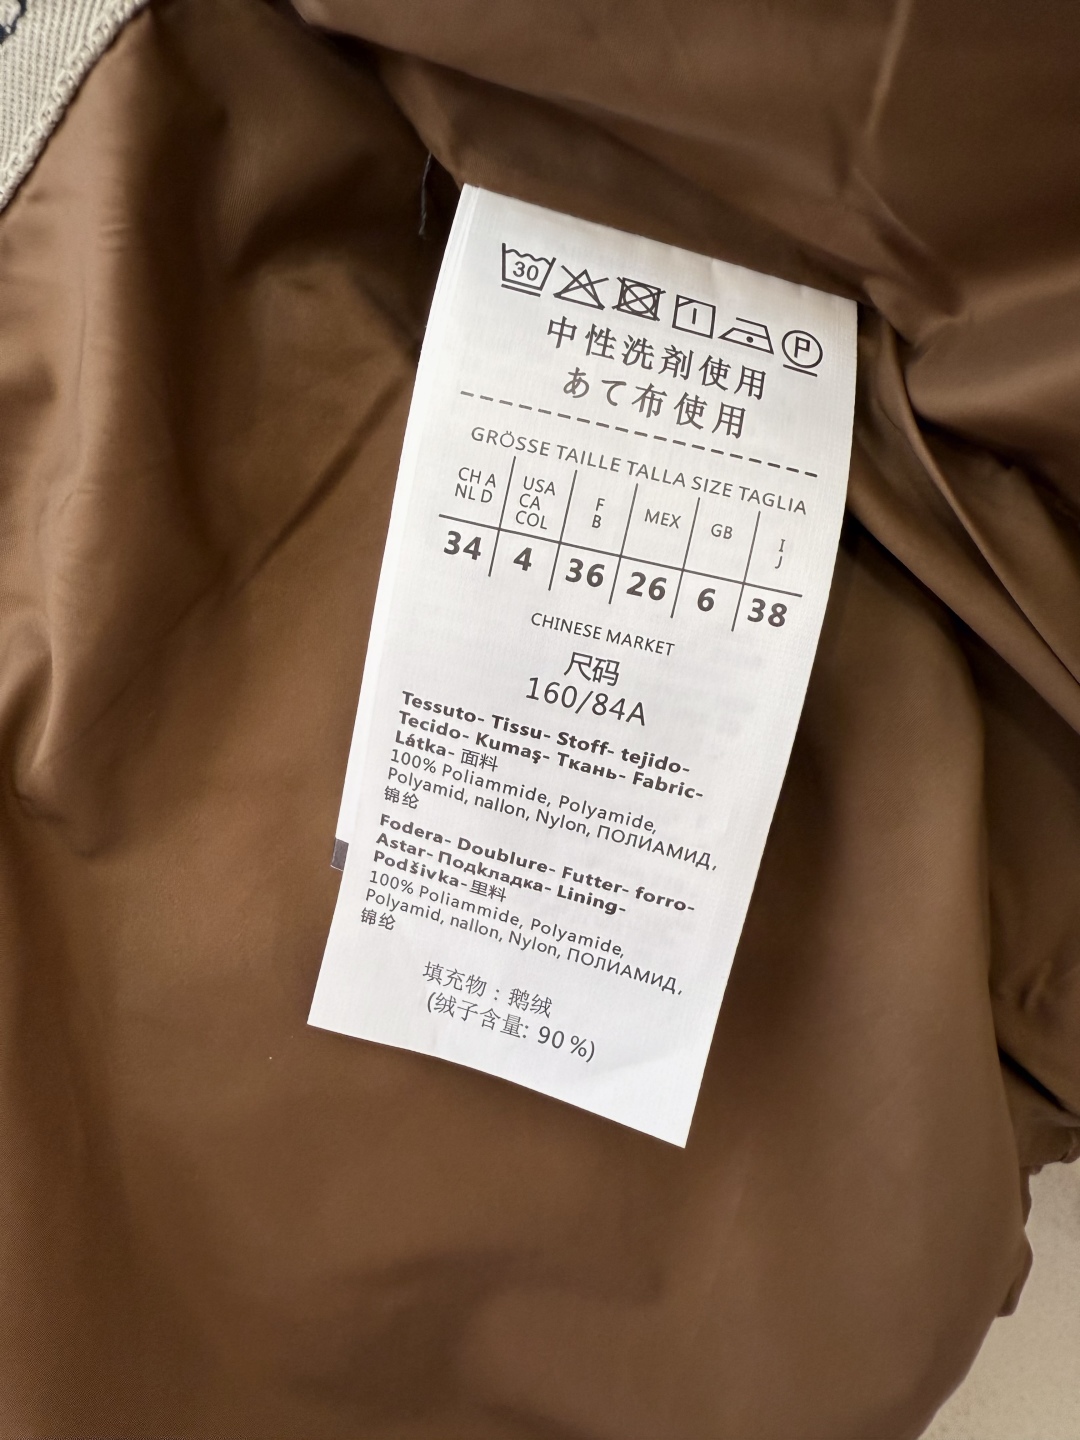 30
P
中性洗剤使用
あて布使用
GRÖSSE TAILLE TALLA SIZE TAGLIA
CH A NL D
USA CA COL
F B
MEX
GB
I J
34 4 36 26 6 38
CHINESE MARKET
尺码
160/84A
Tessuto- Tissu- Stoff- tejido-
Tecido- Kumaş- Ткань- Fabric-
Látka- 面料
100% Poliammide, Polyamide,
Polyamid, nallon, Nylon, ПОЛИАМИД,
锦纶
Fodera- Doublure- Futter- forro-
Astar- Подkладка- Lining-
Podšivka- 里料
100% Poliammide, Polyamide,
Polyamid, nallon, Nylon, ПОЛИАМИД,
锦纶
填充物：鹅绒
(绒子含量: 90%)